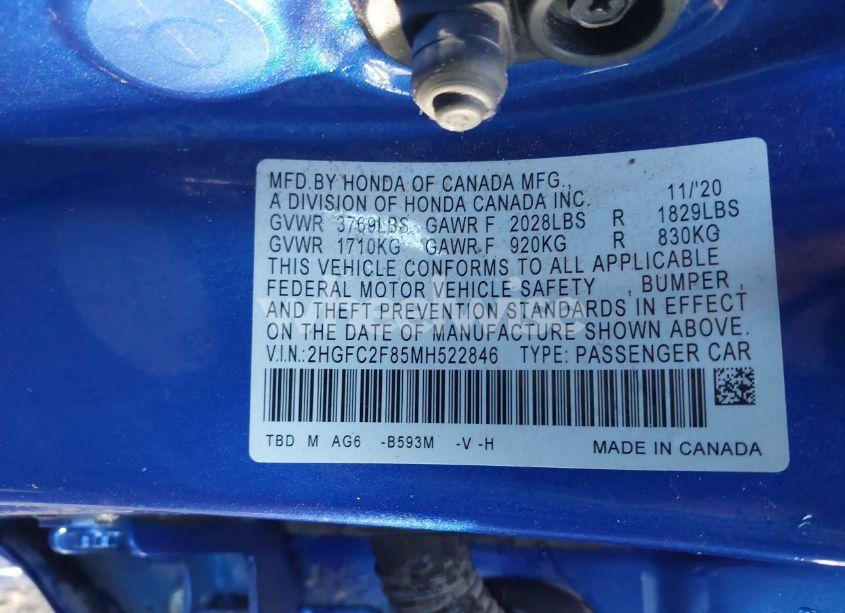 MFD.BY HONDA OF CANADA MFG., 11/'20
A DIVISION OF HONDA CANADA INC.
GVWR 3769LBS GAWR F 2028LBS R 1829LBS
GVWR 1710KG GAWR F 920KG R 830KG
THIS VEHICLE CONFORMS TO ALL APPLICABLE
FEDERAL MOTOR VEHICLE SAFETY , BUMPER,
AND THEFT PREVENTION STANDARDS IN EFFECT
ON THE DATE OF MANUFACTURE SHOWN ABOVE.
V.I.N.:2HGFC2F85MH522846 TYPE: PASSENGER CAR
TBD M AG6 -B593M -V -H MADE IN CANADA